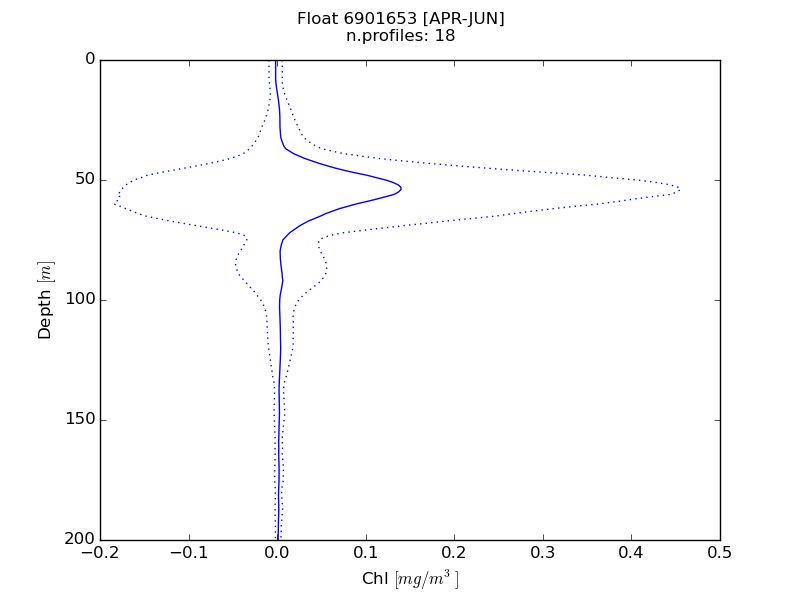 Float 6901653 [APR-JUN]
n.profiles: 18
0
50
100
150
200
Depth [m]
−0.2 −0.1 0.0 0.1 0.2 0.3 0.4 0.5
Chl [mg/m³]